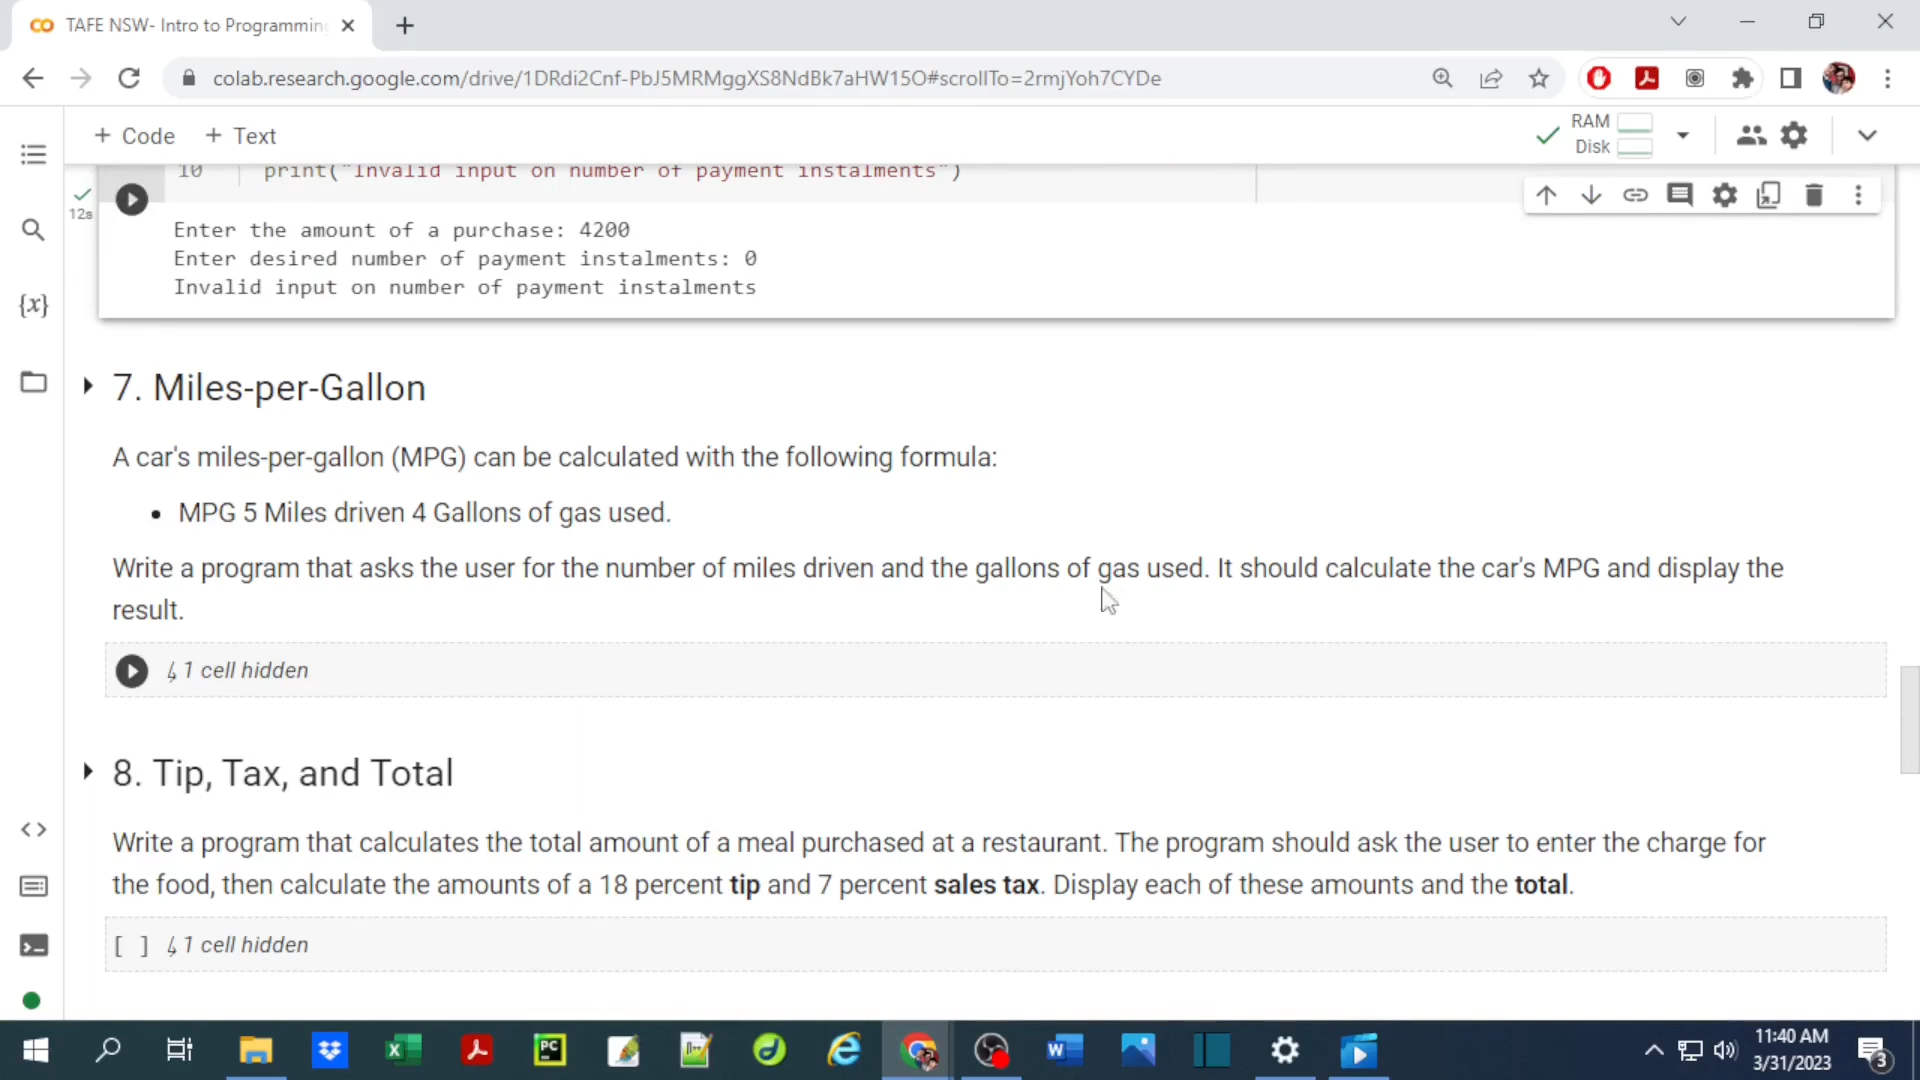 TAFE NSW- Intro to Programmin
colab.research.google.com/drive/1DRdi2Cnf-PbJ5MRMggXS8NdBk7aHW15O#scrollTo=2rmjYoh7CYDe
+ Code + Text
RAM
Disk
10 print("Invalid input on number of payment instalments")
12s
Enter the amount of a purchase: 4200
Enter desired number of payment instalments: 0
Invalid input on number of payment instalments
{x}
7. Miles-per-Gallon
A car's miles-per-gallon (MPG) can be calculated with the following formula:
• MPG 5 Miles driven 4 Gallons of gas used.
Write a program that asks the user for the number of miles driven and the gallons of gas used. It should calculate the car's MPG and display the
result.
1 cell hidden
8. Tip, Tax, and Total
Write a program that calculates the total amount of a meal purchased at a restaurant. The program should ask the user to enter the charge for
the food, then calculate the amounts of a 18 percent tip and 7 percent sales tax. Display each of these amounts and the total.
[ ] 1 cell hidden
11:40 AM
3/31/2023
3